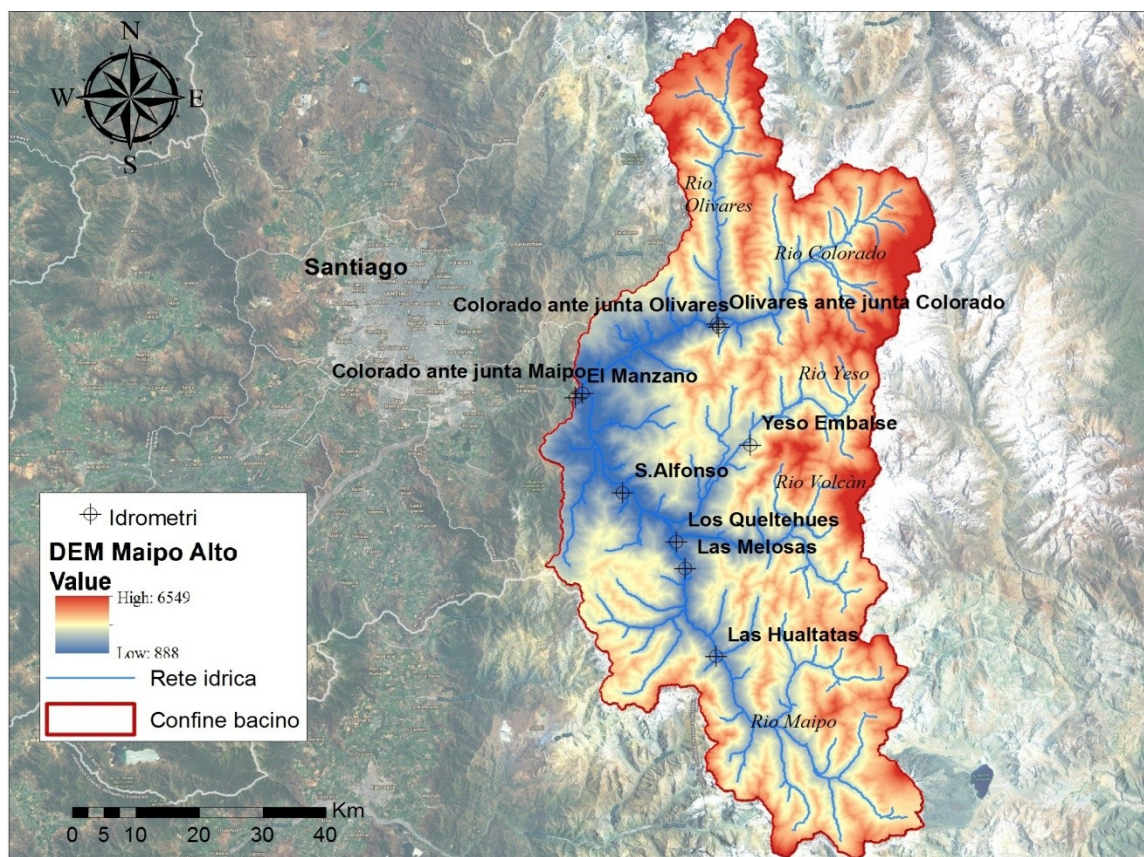 N
W
E
S
Rio
Olivares
Rio Colorado
Santiago
SANTIAGO
Colorado ante junta Olivares
Olivares ante junta Colorado
Colorado ante junta Maipo
El Manzano
Rio Yeso
Yeso Embalse
S.Alfonso
Rio Volcàn
Los Queltehues
Las Melosas
Las Hualtatas
Rio Maipo
Idrometri
DEM Maipo Alto
Value
High: 6549
Low: 888
Rete idrica
Confine bacino
Km
0 5 10 20 30 40